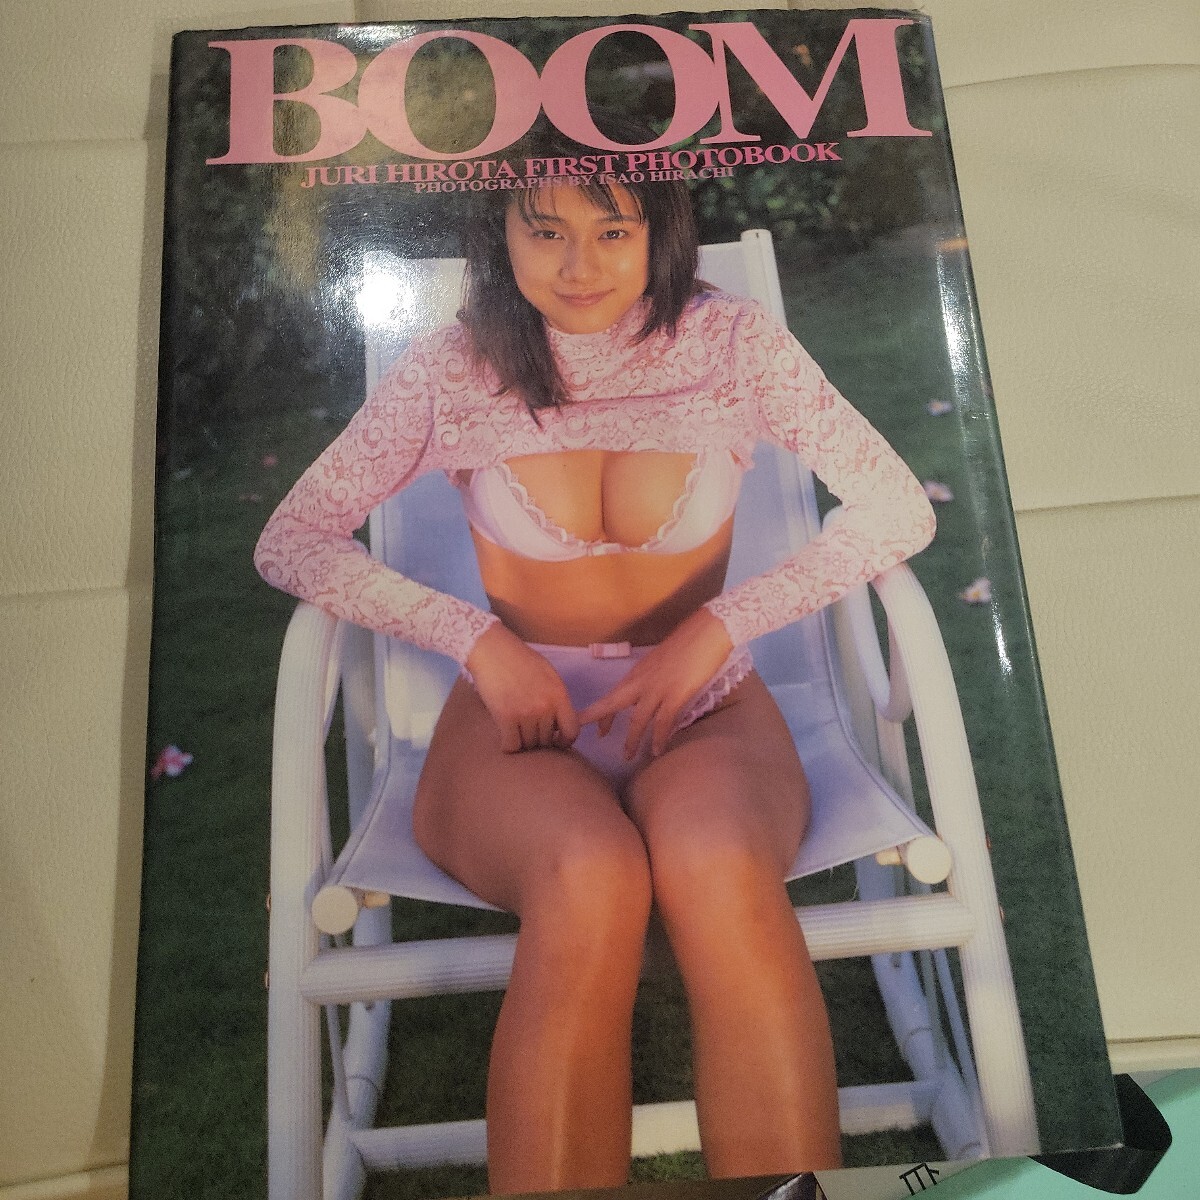 BOOM
JURI HIROTA FIRST PHOTOBOOK
PHOTOGRAPHS BY ISAO HIRACHI